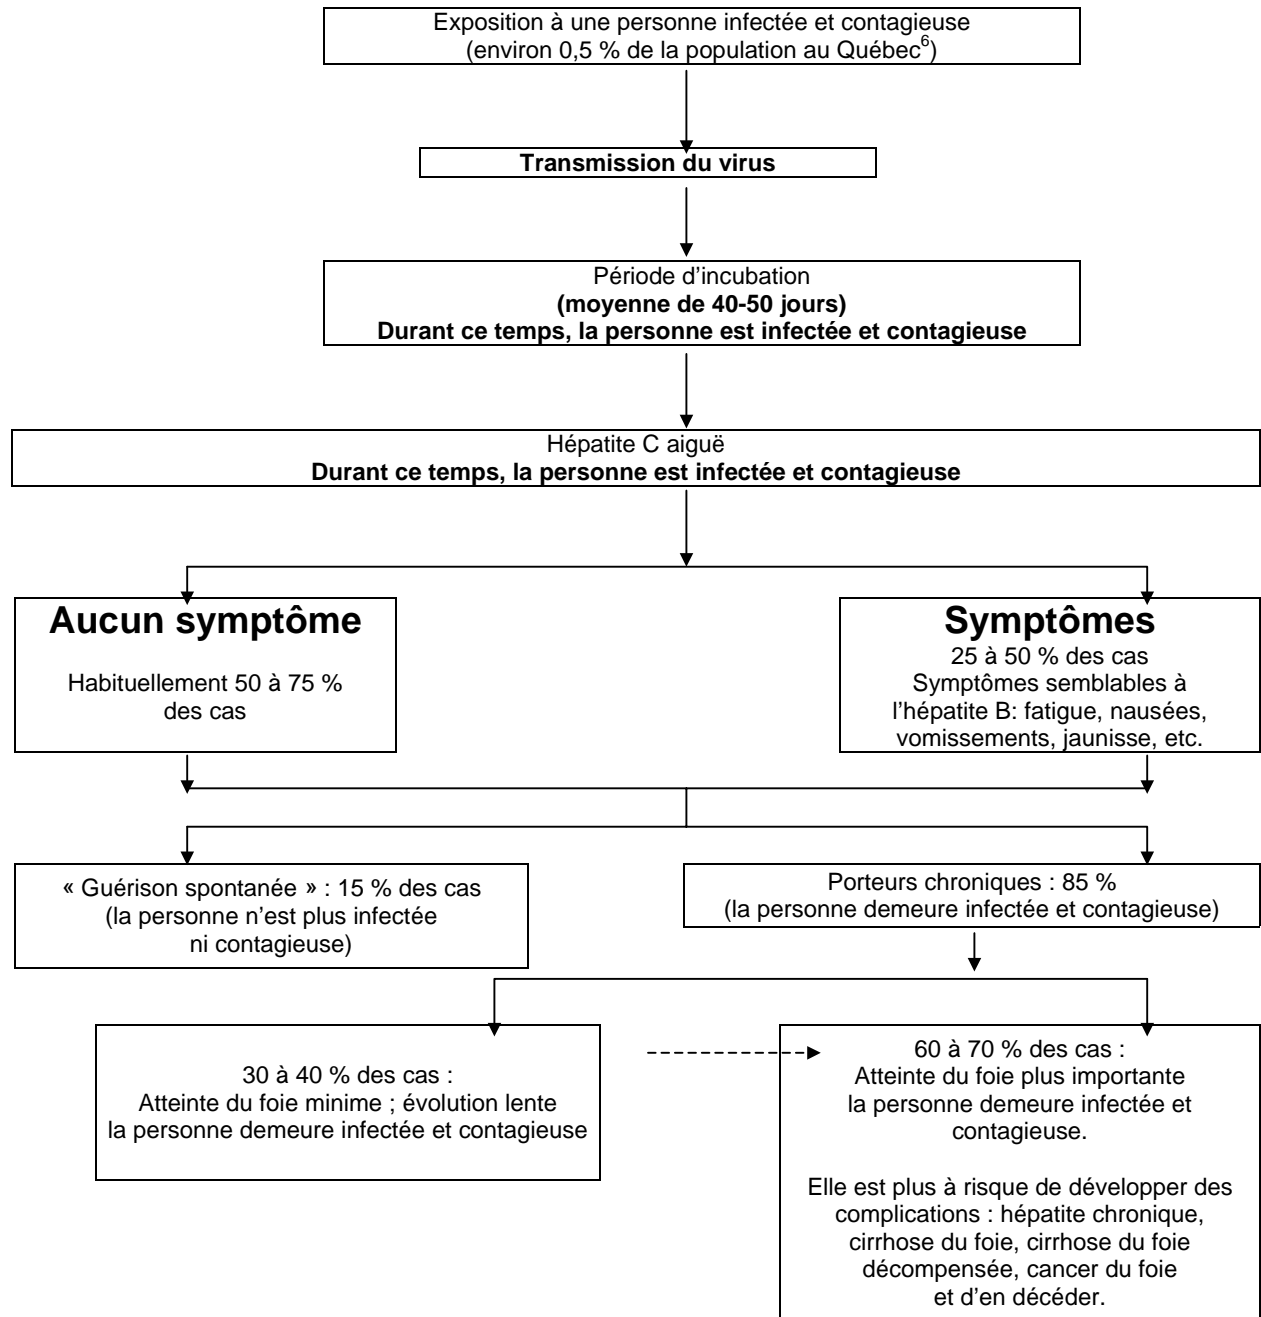 Exposition à une personne infectée et contagieuse
(environ 0,5 % de la population au Québec6)
Transmission du virus
Période d'incubation
(moyenne de 40-50 jours)
Durant ce temps, la personne est infectée et contagieuse
Hépatite C aiguë
Durant ce temps, la personne est infectée et contagieuse
Aucun symptôme
Habituellement 50 à 75 %
des cas
Symptômes
25 à 50 % des cas
Symptômes semblables à
l'hépatite B: fatigue, nausées,
vomissements, jaunisse, etc.
« Guérison spontanée » : 15 % des cas
(la personne n'est plus infectée
ni contagieuse)
Porteurs chroniques : 85 %
(la personne demeure infectée et contagieuse)
30 à 40 % des cas :
Atteinte du foie minime ; évolution lente
la personne demeure infectée et contagieuse
60 à 70 % des cas :
Atteinte du foie plus importante
la personne demeure infectée et
contagieuse.
Elle est plus à risque de développer des
complications : hépatite chronique,
cirrhose du foie, cirrhose du foie
décompensée, cancer du foie
et d'en décéder.